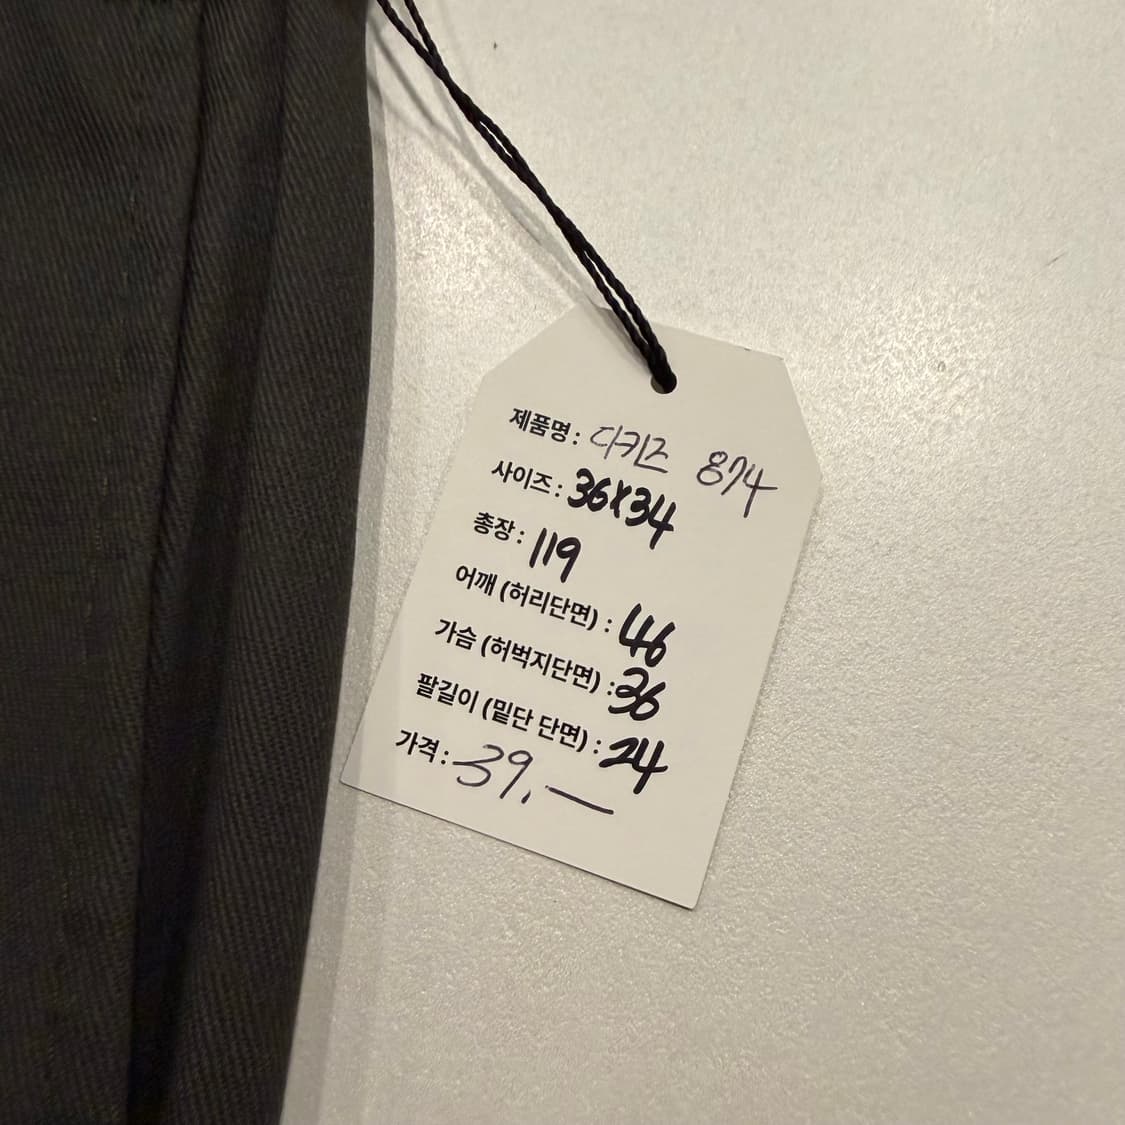 제품명 : 디키즈 874
사이즈 : 36X34
총장 : 119
어깨 (허리단면) : 46
가슴 (허벅지단면) : 36
팔길이 (밑단 단면) : 24
가격 : 39.—